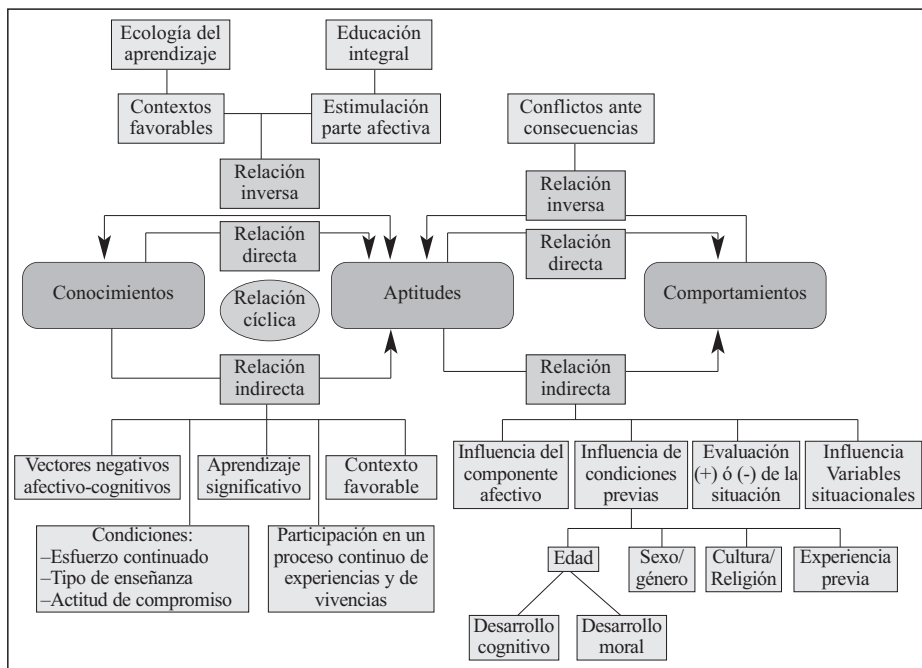 Ecología del
aprendizaje
Educación
integral
Contextos
favorables
Estimulación
parte afectiva
Conflictos ante
consecuencias
Relación
inversa
Relación
inversa
Relación
directa
Relación
directa
Conocimientos
Relación
cíclica
Aptitudes
Comportamientos
Relación
indirecta
Relación
indirecta
Vectores negativos
afectivo-cognitivos
Aprendizaje
significativo
Contexto
favorable
Influencia del
componente
afectivo
Influencia de
condiciones
previas
Evaluación
(+) ó (-) de la
situación
Influencia
Variables
situacionales
Condiciones:
–Esfuerzo continuado
–Tipo de enseñanza
–Actitud de compromiso
Participación en un
proceso continuo de
experiencias y de
vivencias
Edad
Sexo/
género
Cultura/
Religión
Experiencia
previa
Desarrollo
cognitivo
Desarrollo
moral